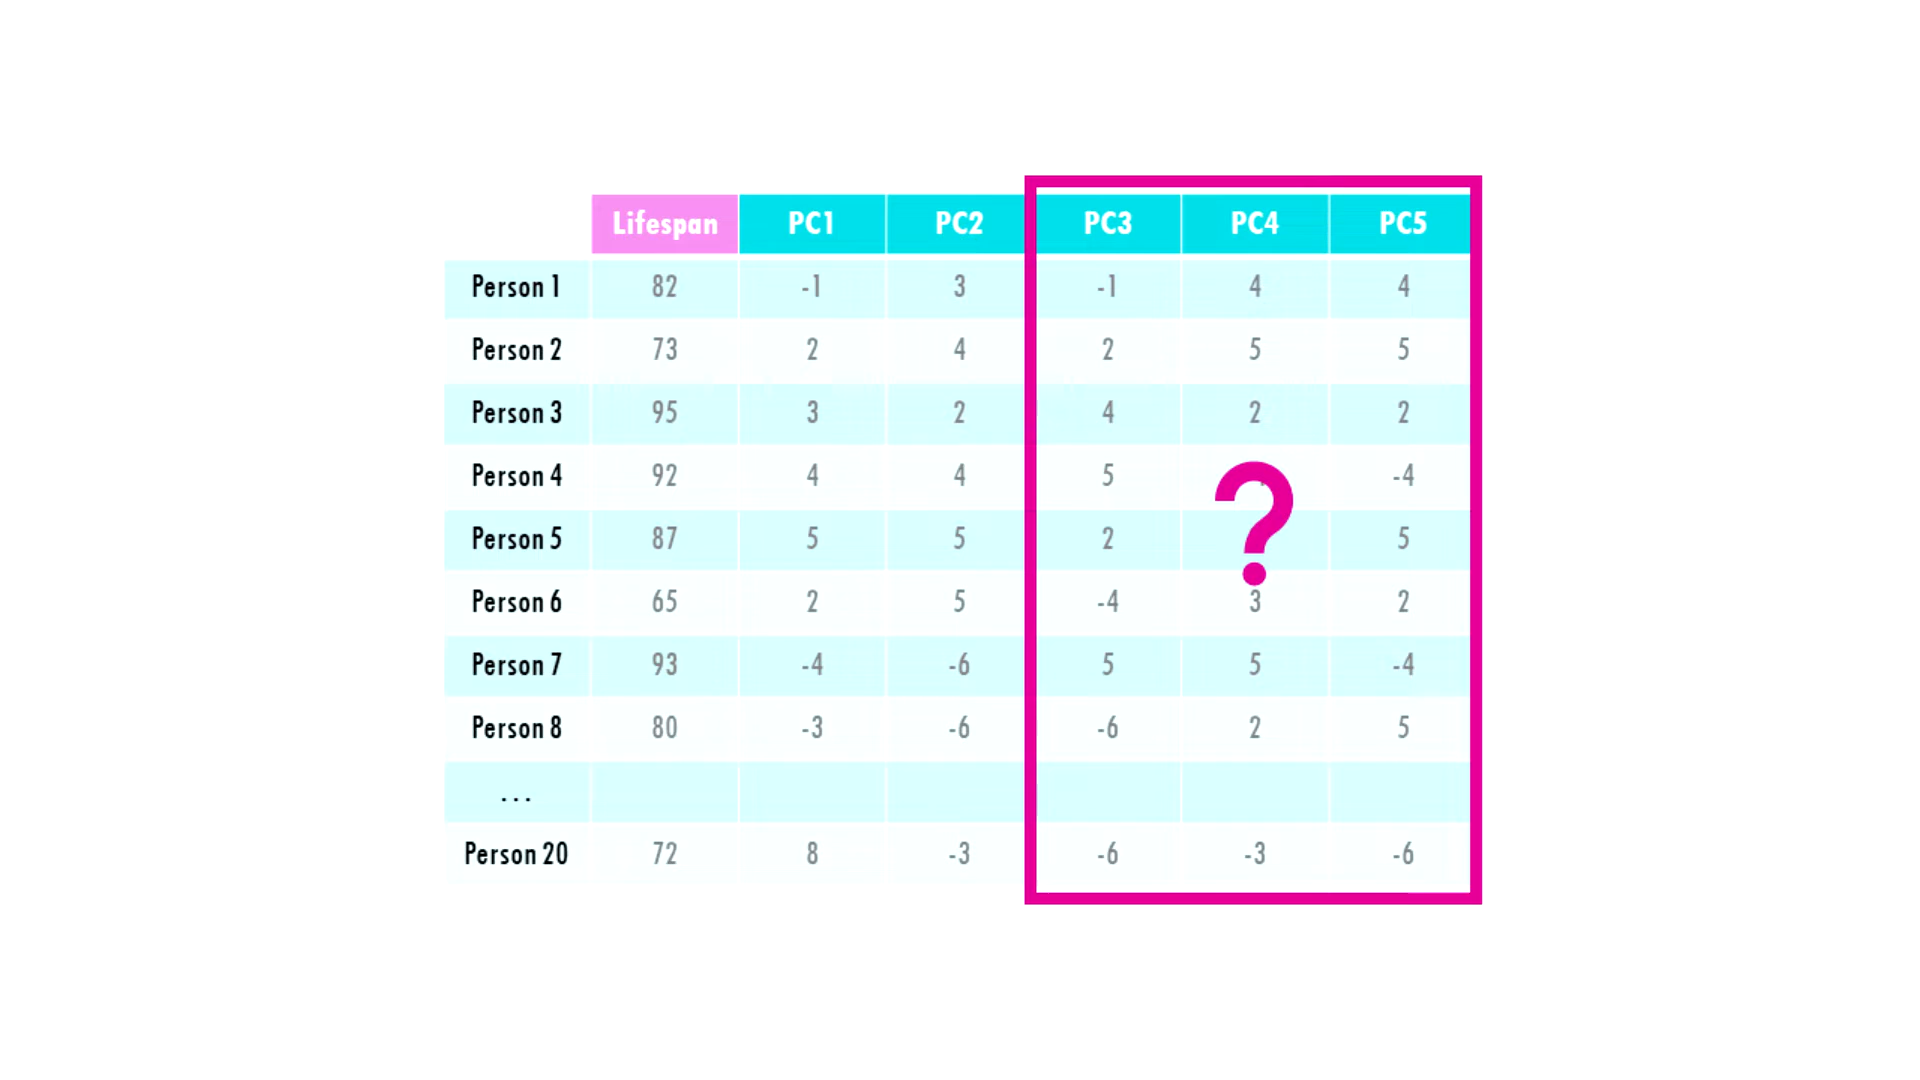 Lifespan PC1 PC2 PC3 PC4 PC5
Person 1 82 -1 3 -1 4 4
Person 2 73 2 4 2 5 5
Person 3 95 3 2 4 2 2
Person 4 92 4 4 5 -4
Person 5 87 5 5 2 5
?
Person 6 65 2 5 -4 3 2
Person 7 93 -4 -6 5 5 -4
Person 8 80 -3 -6 -6 2 5
...
Person 20 72 8 -3 -6 -3 -6